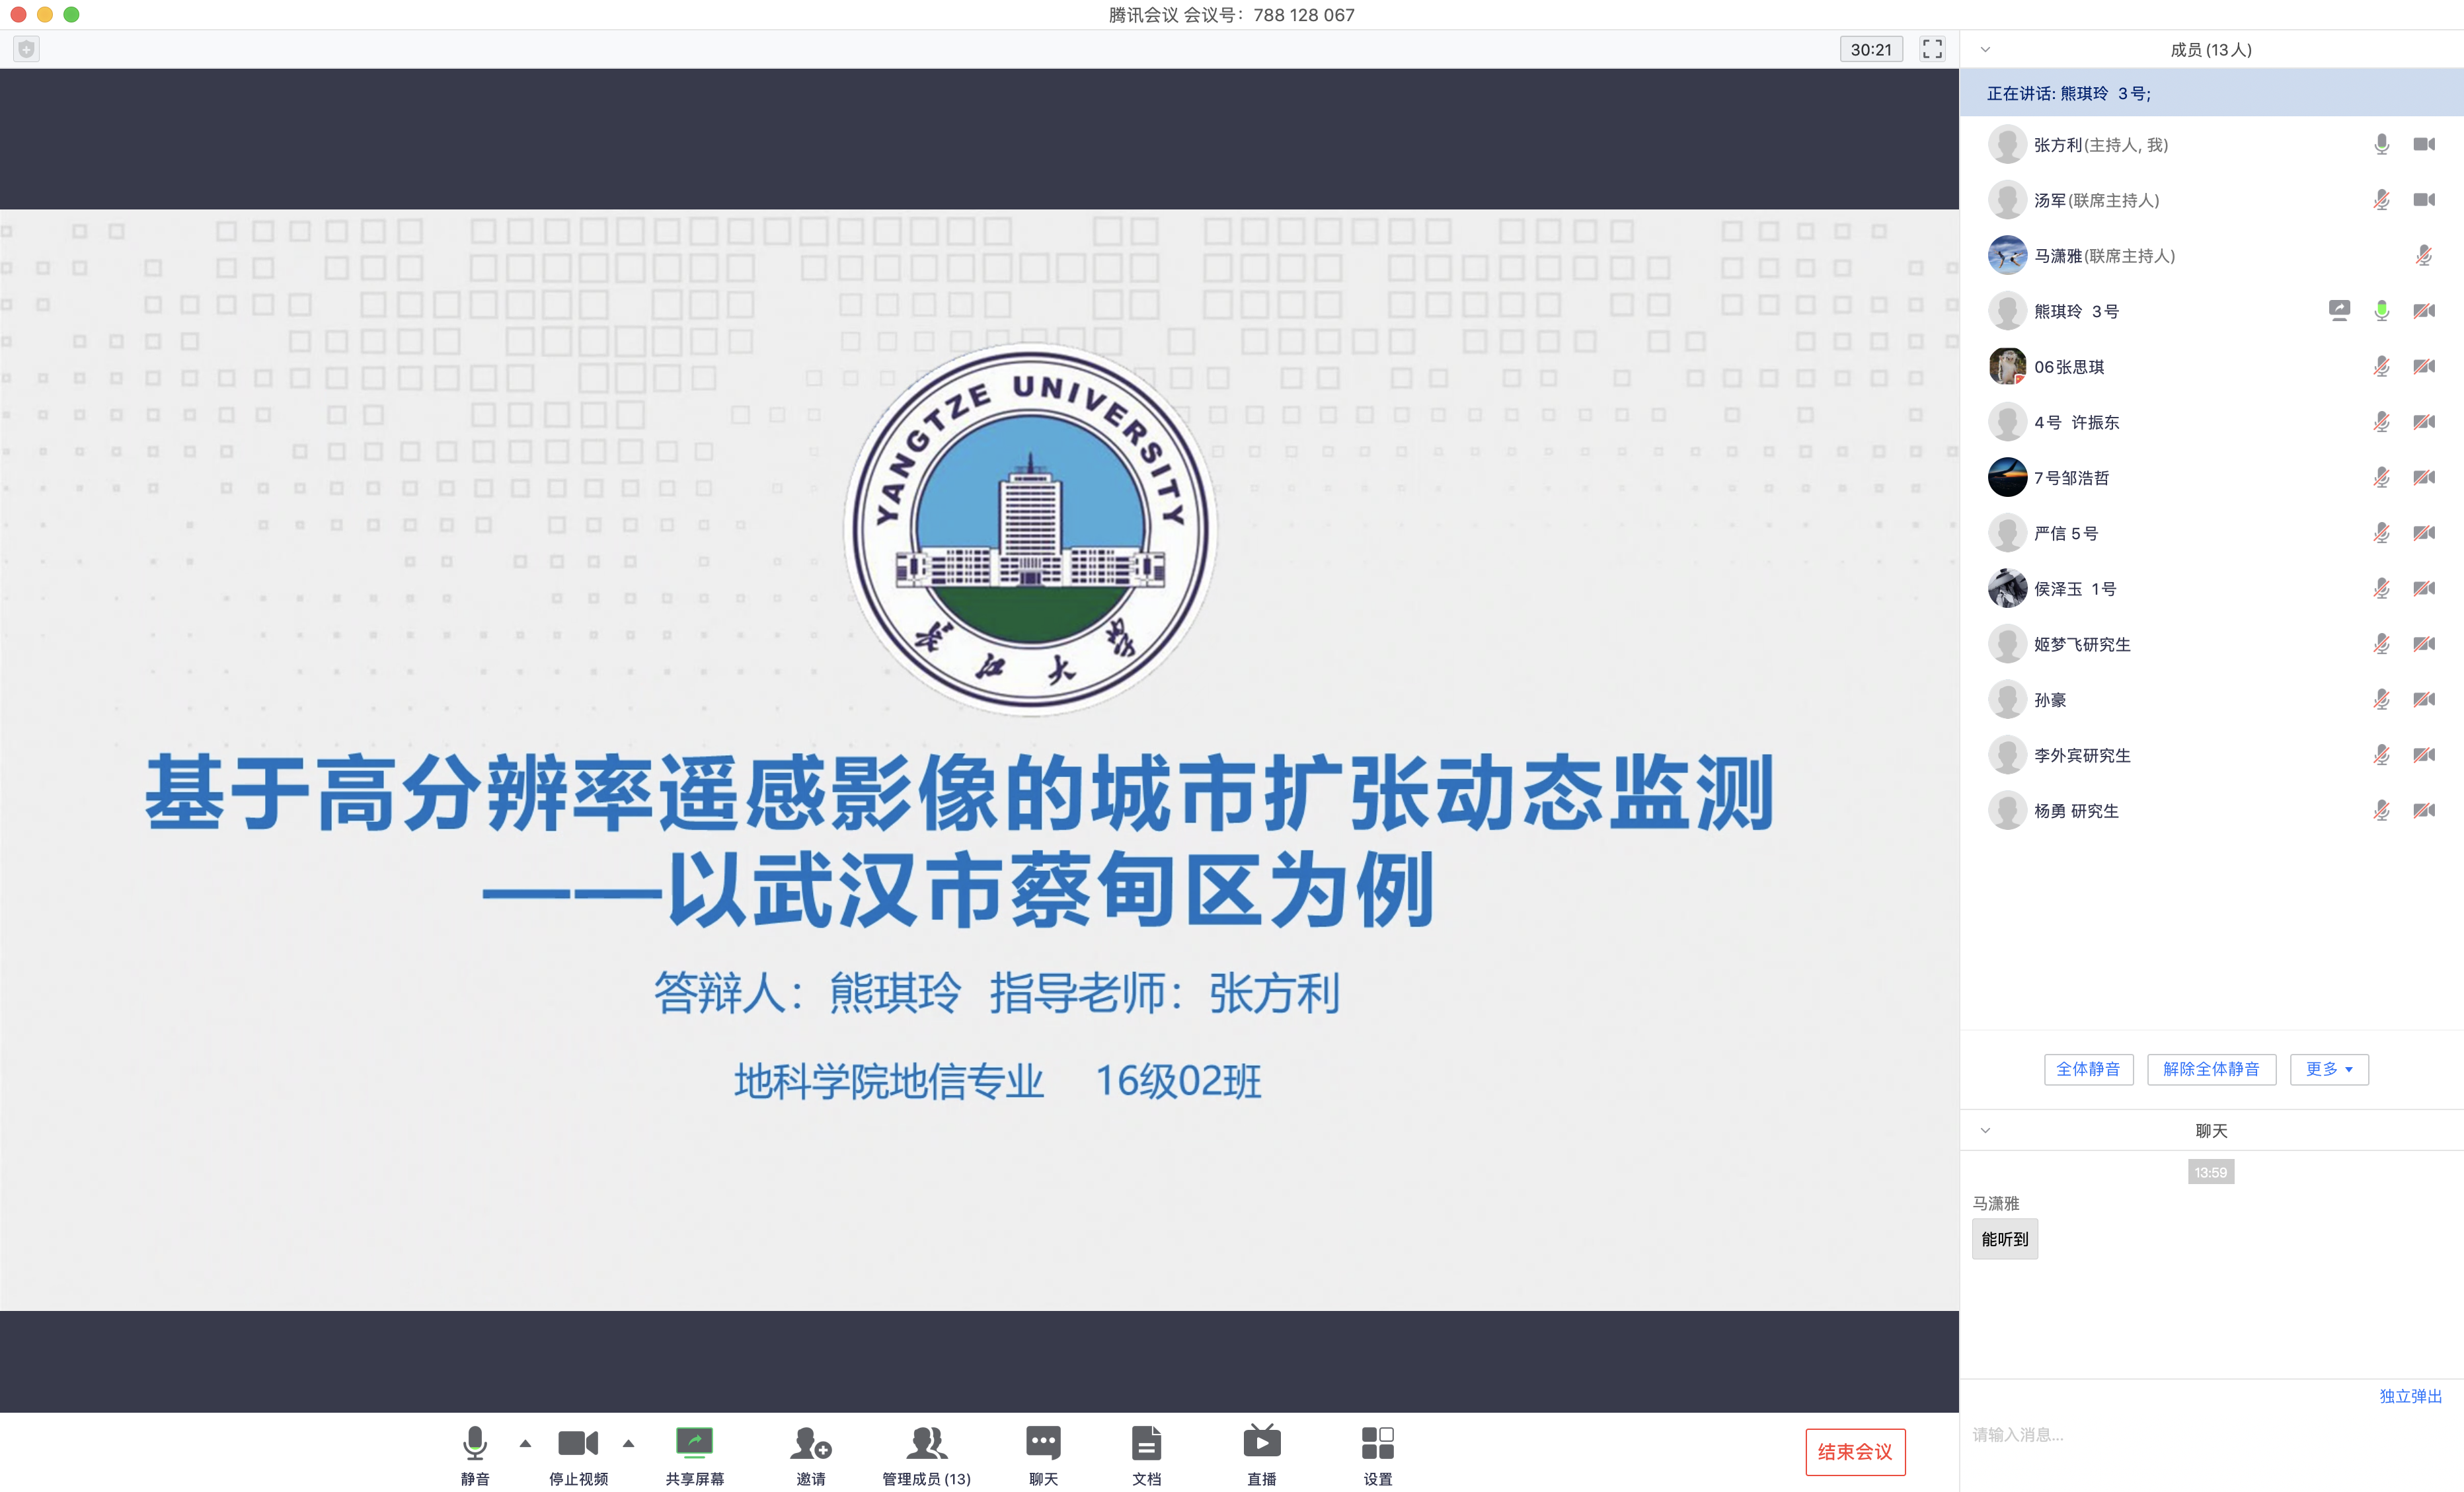 腾讯会议 会议号：788 128 067
30:21
成员(13人)
正在讲话: 熊琪玲 3号;
张方利(主持人, 我)
汤军(联席主持人)
马潇雅(联席主持人)
熊琪玲 3号
06张思琪
4号 许振东
7号邹浩哲
严信 5号
侯泽玉 1号
姬梦飞研究生
孙豪
李外宾研究生
杨勇 研究生
全体静音 解除全体静音 更多
聊天
13:59
马潇雅
能听到
独立弹出
请输入消息...
YANGTZE UNIVERSITY
长江大学
基于高分辨率遥感影像的城市扩张动态监测
——以武汉市蔡甸区为例
答辩人：熊琪玲 指导老师：张方利
地科学院地信专业 16级02班
静音 停止视频 共享屏幕 邀请 管理成员(13) 聊天 文档 直播 设置 结束会议